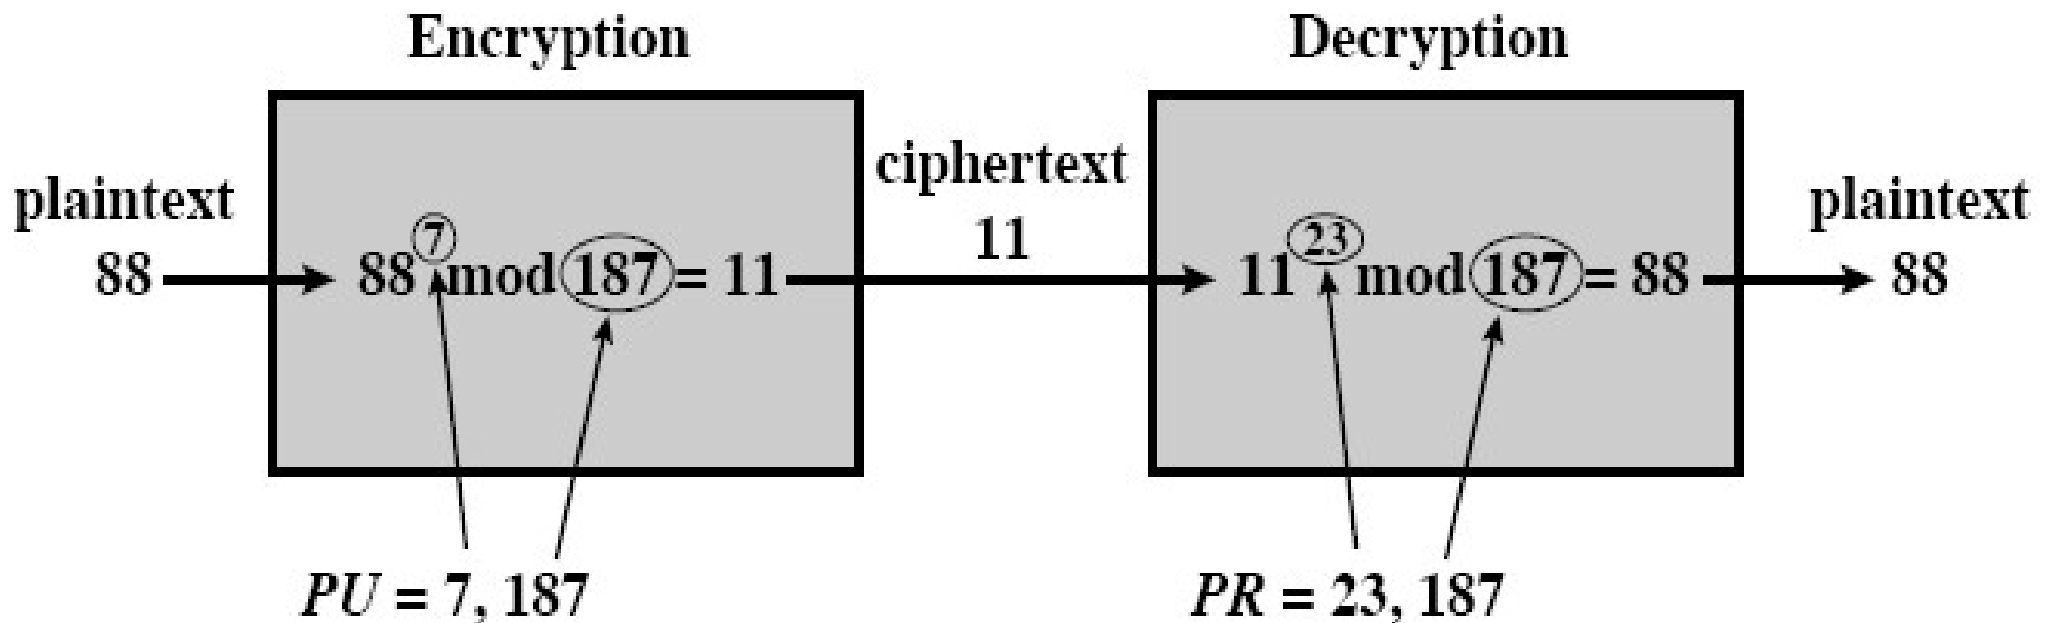 Encryption
Decryption
plaintext
88
88^7 mod 187 = 11
ciphertext
11
11^23 mod 187 = 88
plaintext
88
PU = 7, 187
PR = 23, 187